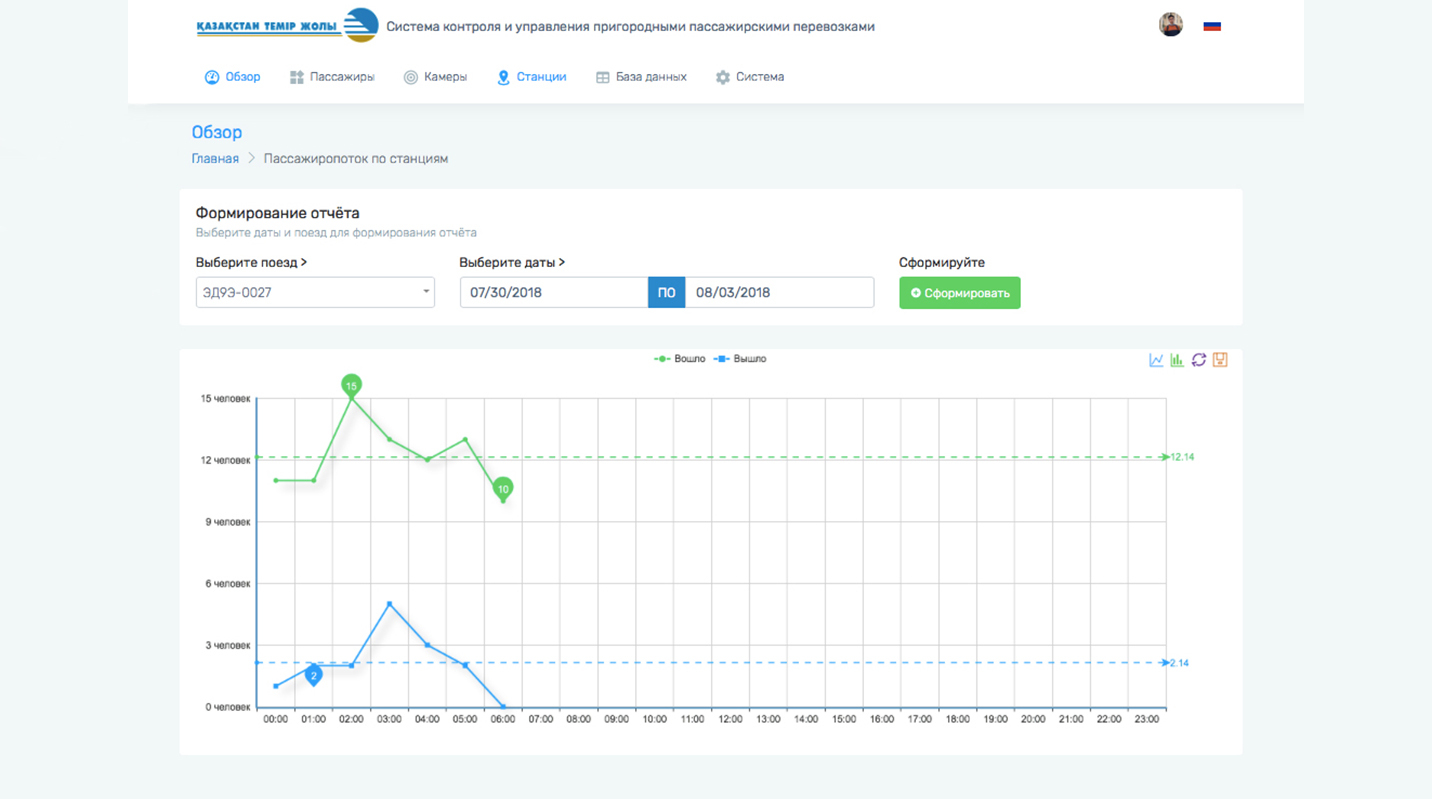 ҚАЗАҚСТАН ТЕМІР ЖОЛЫ
Система контроля и управления пригородными пассажирскими перевозками
Обзор Пассажиры Камеры Станции База данных Система
Обзор
Главная > Пассажиропоток по станциям
Формирование отчёта
Выберите даты и поезд для формирования отчёта
Выберите поезд > Выберите даты > Сформируйте
ЭД9Э-0027 07/30/2018 ПО 08/03/2018 Сформировать
Вошло Вышло
15
15 человек
12 человек
12.14
10
9 человек
6 человек
3 человек
2.14
2
0 человек
00:00 01:00 02:00 03:00 04:00 05:00 06:00 07:00 08:00 09:00 10:00 11:00 12:00 13:00 14:00 15:00 16:00 17:00 18:00 19:00 20:00 21:00 22:00 23:00